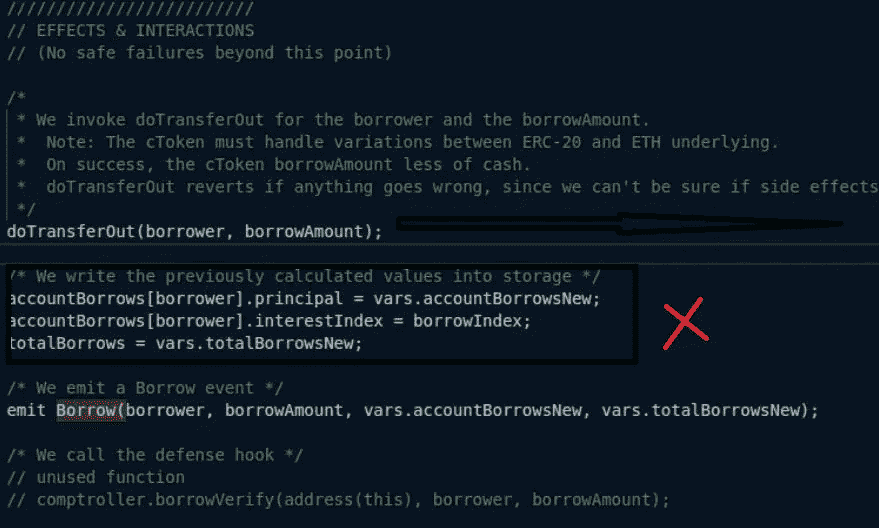 /////////////////////////
// EFFECTS & INTERACTIONS
// (No safe failures beyond this point)
/*
* We invoke doTransferOut for the borrower and the borrowAmount.
* Note: The cToken must handle variations between ERC-20 and ETH underlying.
* On success, the cToken borrowAmount less of cash.
* doTransferOut reverts if anything goes wrong, since we can't be sure if side effects
*/
doTransferOut(borrower, borrowAmount);
/* We write the previously calculated values into storage */
accountBorrows[borrower].principal = vars.accountBorrowsNew;
accountBorrows[borrower].interestIndex = borrowIndex;
totalBorrows = vars.totalBorrowsNew;
/* We emit a Borrow event */
emit Borrow(borrower, borrowAmount, vars.accountBorrowsNew, vars.totalBorrowsNew);
/* We call the defense hook */
// unused function
// comptroller.borrowVerify(address(this), borrower, borrowAmount);